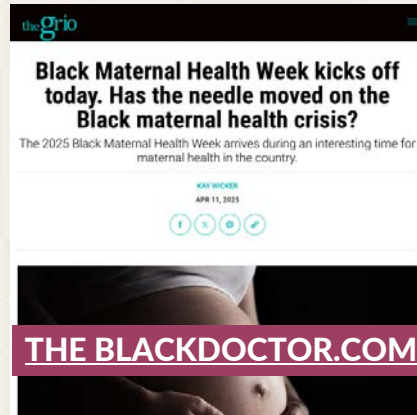 thegrio
Black Maternal Health Week kicks off
today. Has the needle moved on the
Black maternal health crisis?
The 2025 Black Maternal Health Week arrives during an interesting time for
maternal health in the country.
KAY WICKER
APR 11, 2025
THE BLACKDOCTOR.COM